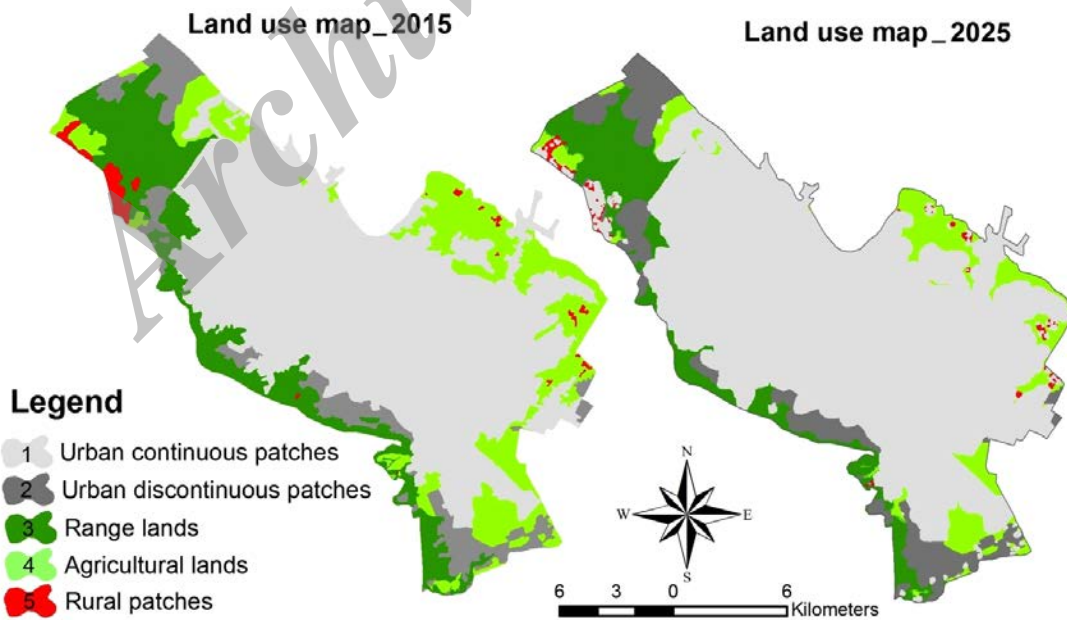 Land use map_2015
Land use map_2025
Archiv
Legend
1 Urban continuous patches
2 Urban discontinuous patches
3 Range lands
4 Agricultural lands
5 Rural patches
N
W E
S
6 3 0 6
Kilometers